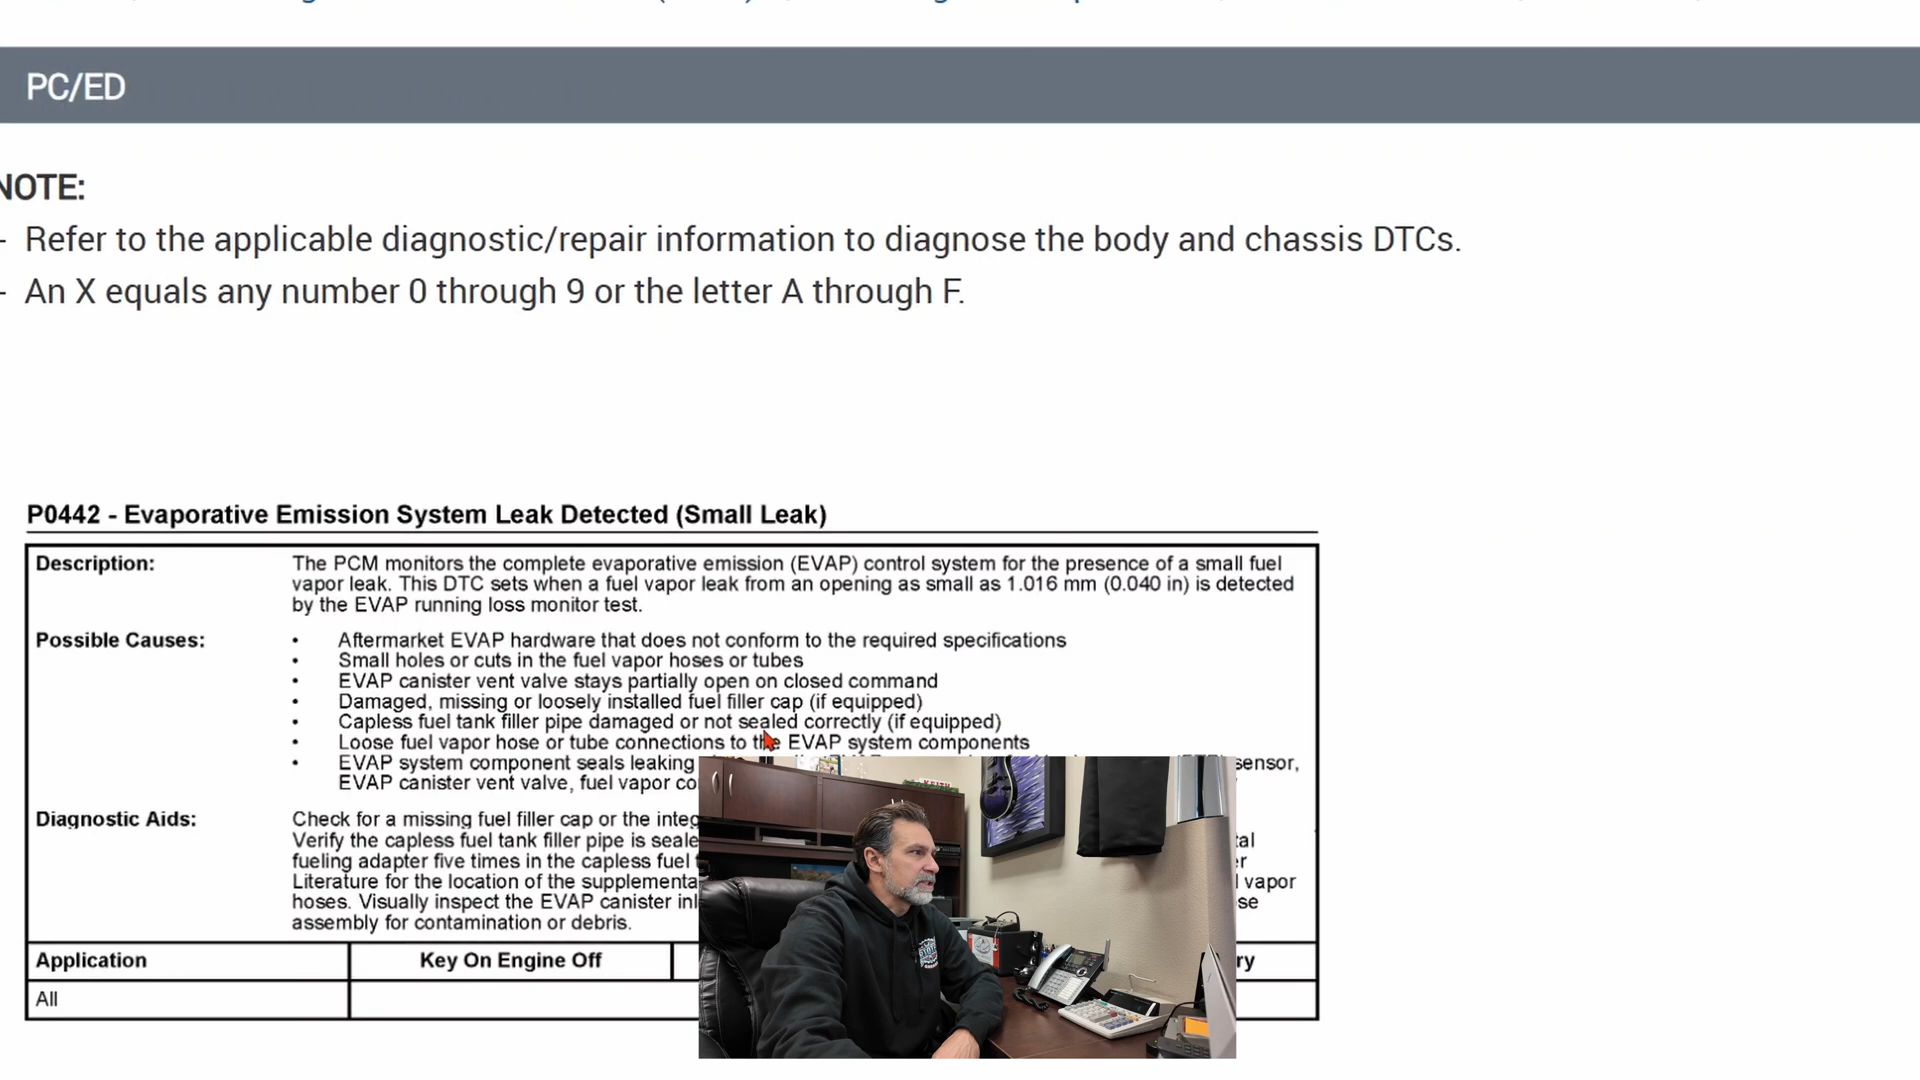 PC/ED
NOTE:
- Refer to the applicable diagnostic/repair information to diagnose the body and chassis DTCs.
- An X equals any number 0 through 9 or the letter A through F.
P0442 - Evaporative Emission System Leak Detected (Small Leak)
Description: The PCM monitors the complete evaporative emission (EVAP) control system for the presence of a small fuel
vapor leak. This DTC sets when a fuel vapor leak from an opening as small as 1.016 mm (0.040 in) is detected
by the EVAP running loss monitor test.
Possible Causes: • Aftermarket EVAP hardware that does not conform to the required specifications
• Small holes or cuts in the fuel vapor hoses or tubes
• EVAP canister vent valve stays partially open on closed command
• Damaged, missing or loosely installed fuel filler cap (if equipped)
• Capless fuel tank filler pipe damaged or not sealed correctly (if equipped)
• Loose fuel vapor hose or tube connections to the EVAP system components
• EVAP system component seals leaking sensor,
EVAP canister vent valve, fuel vapor
Diagnostic Aids: Check for a missing fuel filler cap or the
Verify the capless fuel tank filler pipe is
fueling adapter five times in the capless fuel
Literature for the location of the vapor
hoses. Visually inspect the EVAP canister
assembly for contamination or debris.
Application Key On Engine Off
All